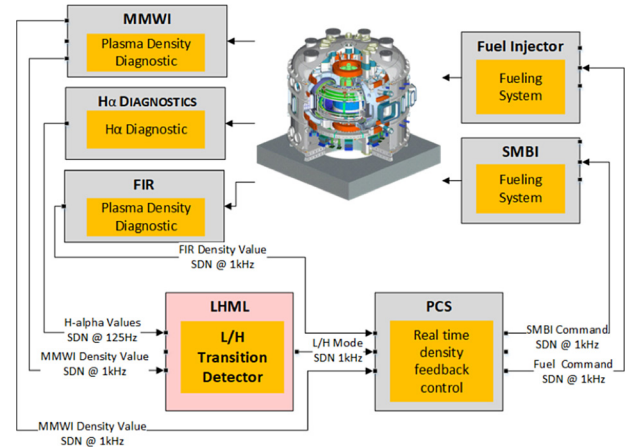 MMWI
Plasma Density
Diagnostic
Hα DIAGNOSTICS
Hα Diagnostic
FIR
Plasma Density
Diagnostic
Fuel Injector
Fueling
System
SMBI
Fueling
System
FIR Density Value
SDN @ 1kHz
H-alpha Values
SDN @ 125Hz
MMWI Density Value
SDN @ 1kHz
LHML
L/H
Transition
Detector
L/H Mode
SDN 1kHz
PCS
Real time
density
feedback
control
SMBI Command
SDN @ 1kHz
Fuel Command
SDN @ 1kHz
MMWI Density Value
SDN @ 1kHz